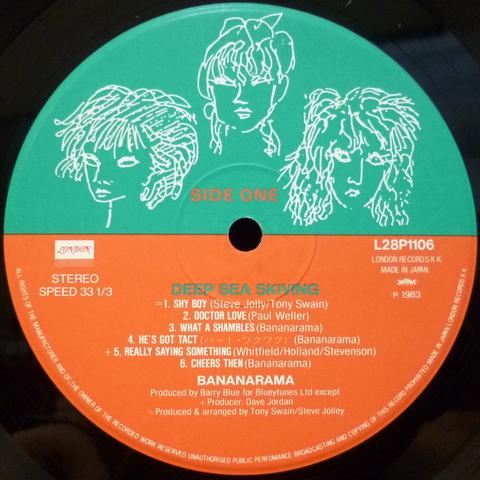 SIDE ONE
LONDON
STEREO
SPEED 33 1/3
L28P1106
LONDON RECORDS K.K.
MADE IN JAPAN
℗ 1983
DEEP SEA SKIVING
=1. SHY BOY (Steve Jolly/Tony Swain)
2. DOCTOR LOVE (Paul Weller)
3. WHAT A SHAMBLES (Bananarama)
4. HE'S GOT TACT (ハート・ワクワク) (Bananarama)
+5. REALLY SAYING SOMETHING (Whitfield/Holland/Stevenson)
6. CHEERS THEN (Bananarama)
BANANARAMA
Produced by Barry Blue for Blueytunes Ltd except
+ Producer: Dave Jordan
= Produced & arranged by Tony Swain/Steve Jolley
ALL RIGHTS OF THE MANUFACTURER AND OF THE OWNER OF THE RECORDED WORK RESERVED UNAUTHORISED PUBLIC PERFOMANCE BROADCASTING AND COPYING OF THIS RECORD PROHIBITED MADE IN JAPAN, LONDON RECORDS K.K.